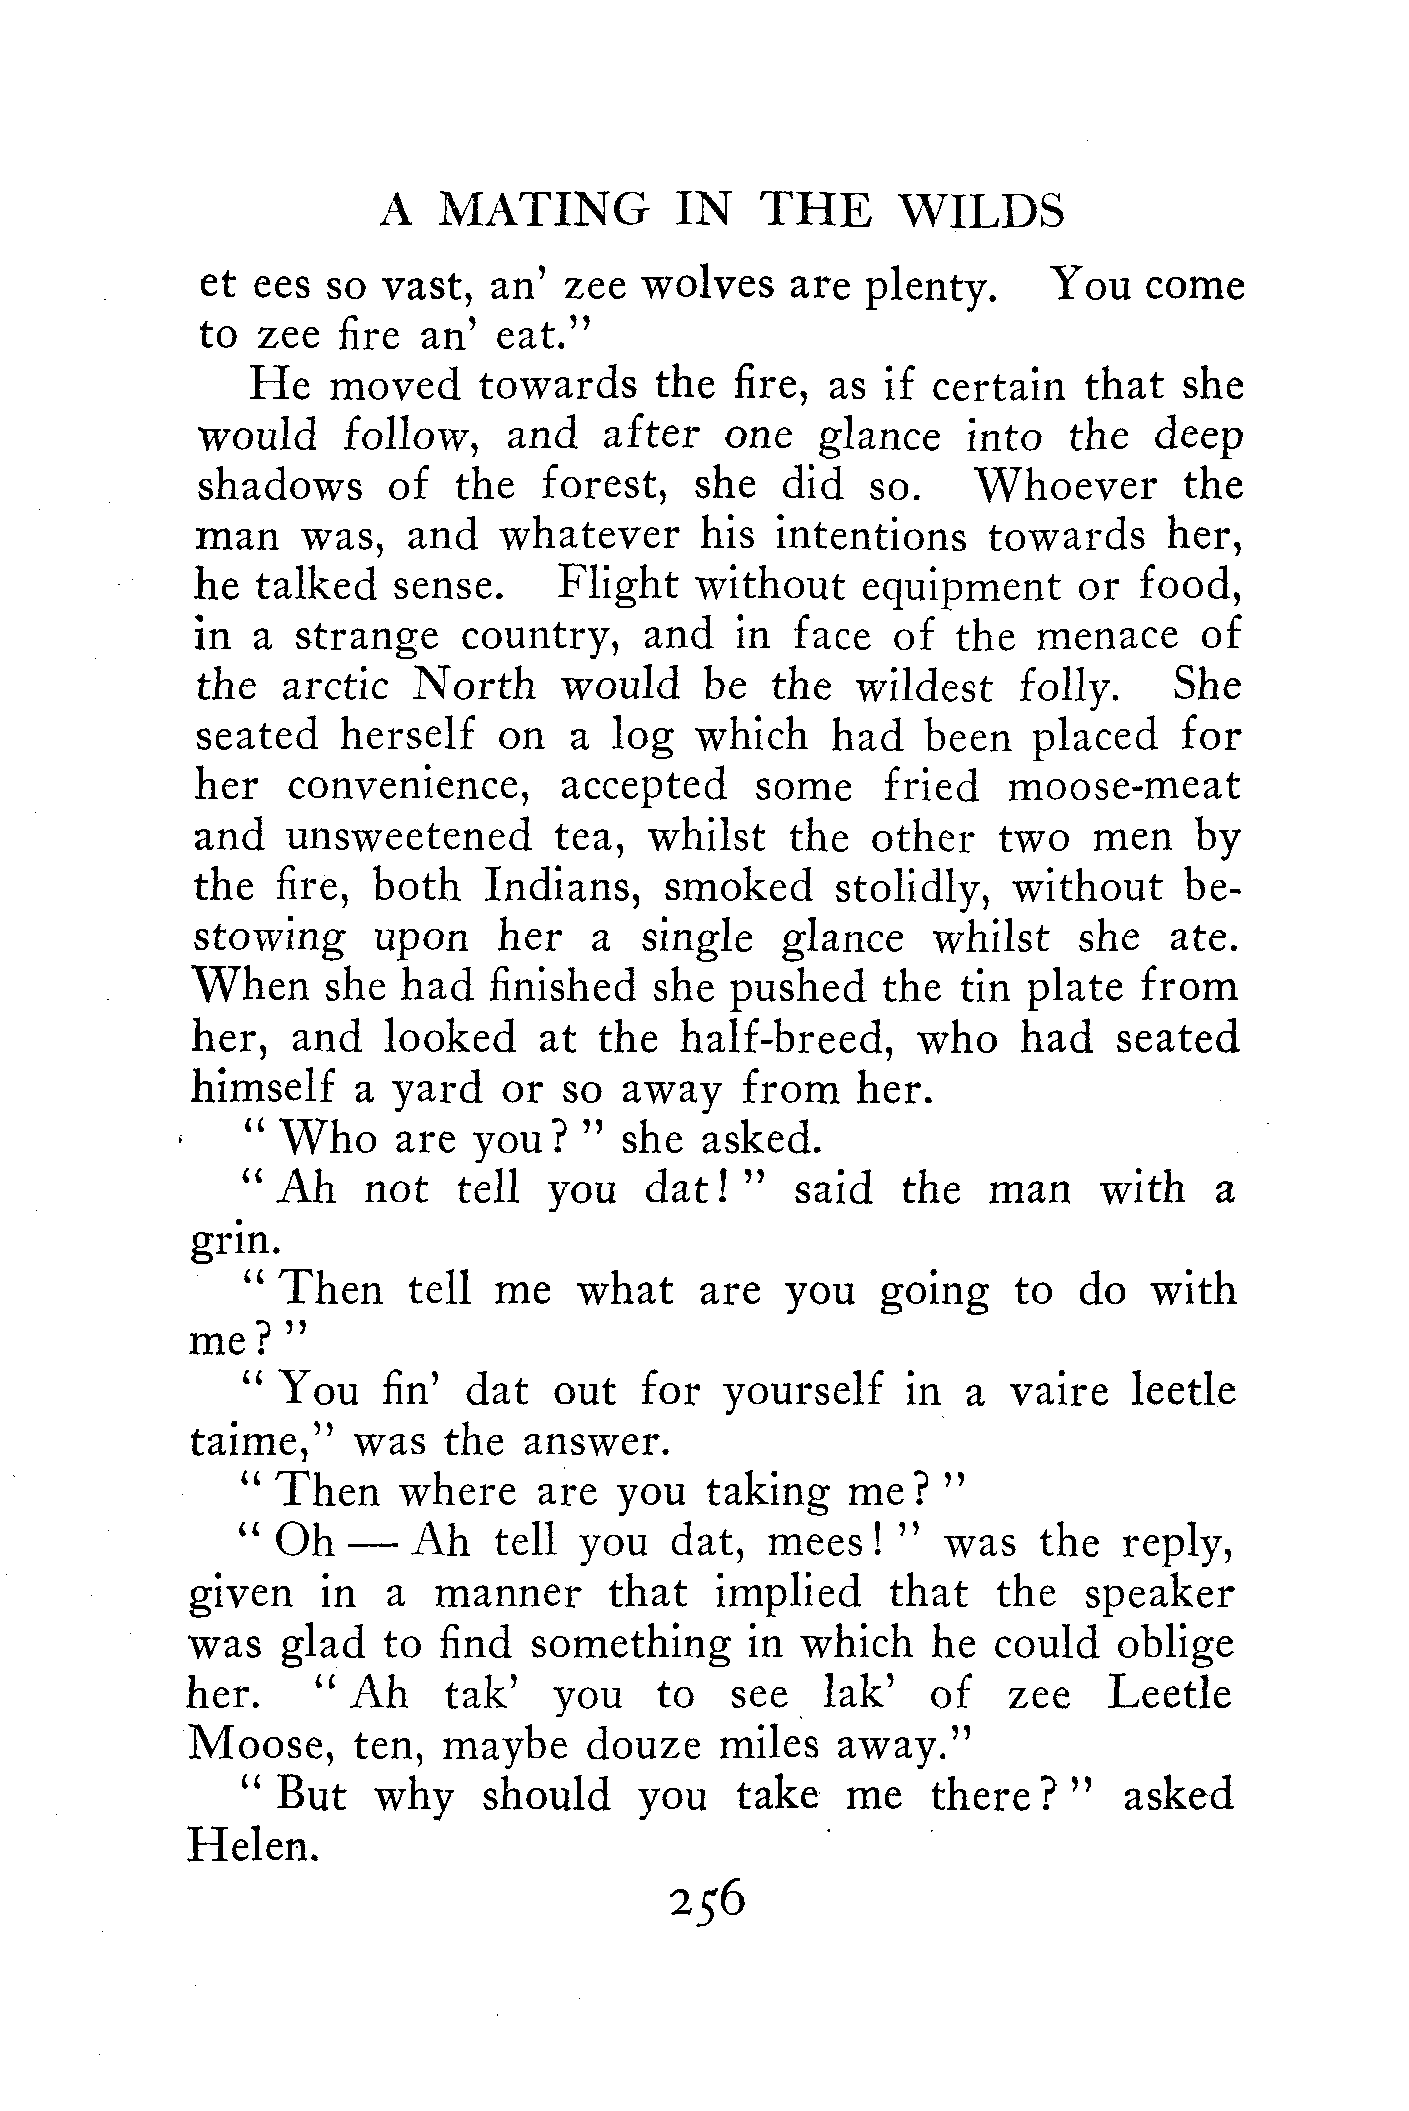 A MATING IN THE WILDS
et ees so vast, an' zee wolves are plenty. You come
to zee fire an' eat."
He moved towards the fire, as if certain that she
would follow, and after one glance into the deep
shadows of the forest, she did so. Whoever the
man was, and whatever his intentions towards her,
he talked sense. Flight without equipment or food,
in a strange country, and in face of the menace of
the arctic North would be the wildest folly. She
seated herself on a log which had been placed for
her convenience, accepted some fried moose-meat
and unsweetened tea, whilst the other two men by
the fire, both Indians, smoked stolidly, without be-
stowing upon her a single glance whilst she ate.
When she had finished she pushed the tin plate from
her, and looked at the half-breed, who had seated
himself a yard or so away from her.
"Who are you?" she asked.
"Ah not tell you dat!" said the man with a
grin.
"Then tell me what are you going to do with
me?"
"You fin' dat out for yourself in a vaire leetle
taime," was the answer.
"Then where are you taking me?"
"Oh — Ah tell you dat, mees!" was the reply,
given in a manner that implied that the speaker
was glad to find something in which he could oblige
her. "Ah tak' you to see lak' of zee Leetle
Moose, ten, maybe douze miles away."
"But why should you take me there?" asked
Helen.
256